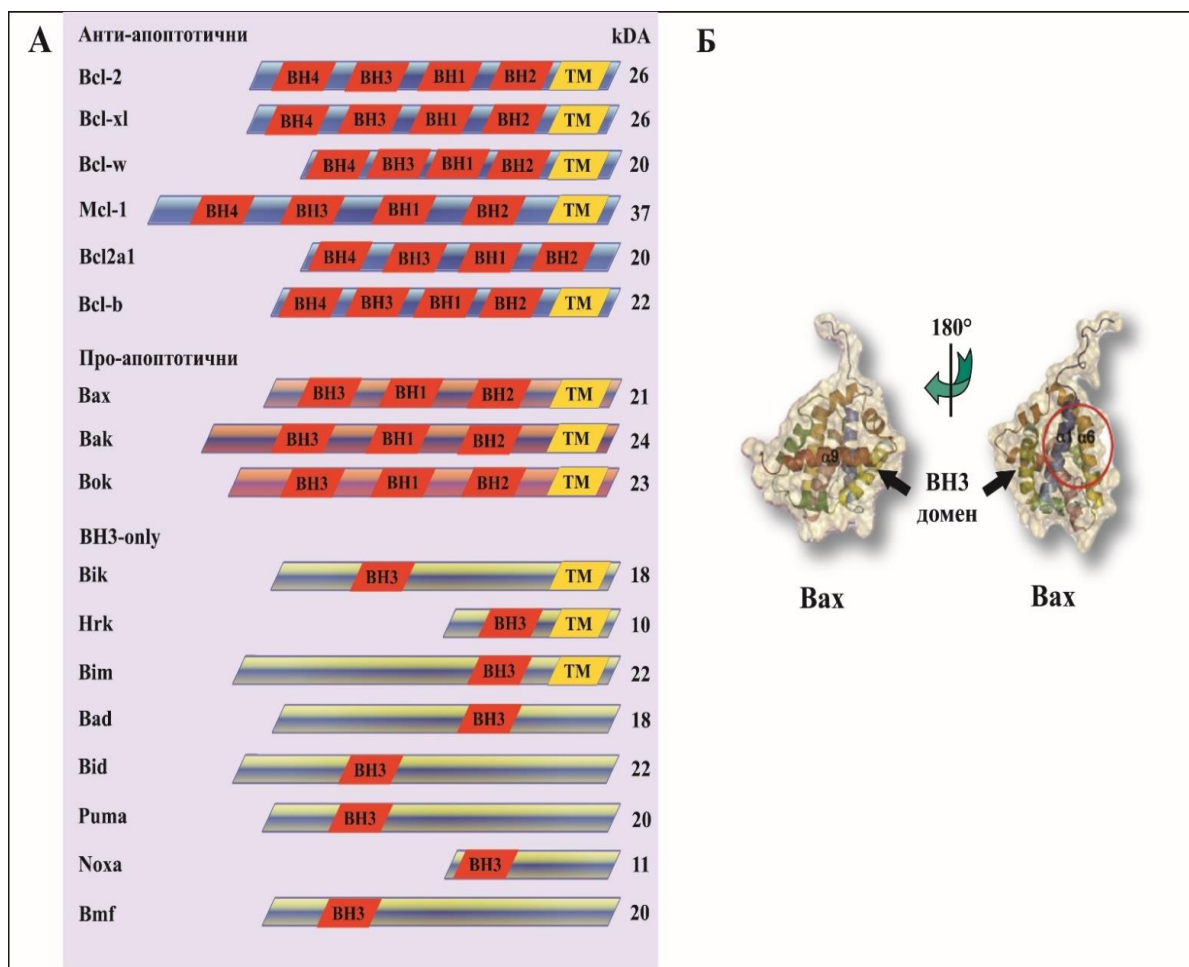 А
Анти-апоптотични kDA
Bcl-2 BH4 BH3 BH1 BH2 TM 26
Bcl-xl BH4 BH3 BH1 BH2 TM 26
Bcl-w BH4 BH3 BH1 BH2 TM 20
Mcl-1 BH4 BH3 BH1 BH2 TM 37
Bcl2a1 BH4 BH3 BH1 BH2 20
Bcl-b BH4 BH3 BH1 BH2 TM 22
Про-апоптотични
Bax BH3 BH1 BH2 TM 21
Bak BH3 BH1 BH2 TM 24
Bok BH3 BH1 BH2 TM 23
BH3-only
Bik BH3 TM 18
Hrk BH3 TM 10
Bim BH3 TM 22
Bad BH3 18
Bid BH3 22
Puma BH3 20
Noxa BH3 11
Bmf BH3 20
Б
180°
α9
α1 α6
BH3
домен
Bax Bax